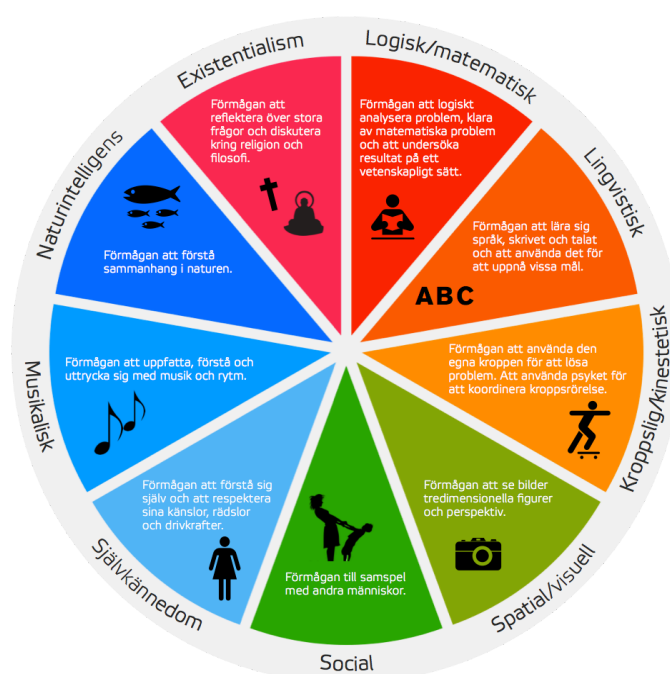 Existentialism
Förmågan att
reflektera över stora
frågor och diskutera
kring religion och
filosofi.
Logisk/matematisk
Förmågan att logiskt
analysera problem, klara
av matematiska problem
och att undersöka
resultat på ett
vetenskapligt sätt.
Lingvistisk
Förmågan att lära sig
språk, skrivet och talat
och att använda det för
att uppnå vissa mål.
ABC
Kroppslig/kinestetisk
Förmågan att använda den
egna kroppen för att lösa
problem. Att använda psyket för
att koordinera kroppsrörelse.
Spatial/visuell
Förmågan att se bilder
tredimensionella figurer
och perspektiv.
Social
Förmågan till samspel
med andra människor.
Självkännedom
Förmågan att förstå sig
själv och att respektera
sina känslor, rädslor
och drivkrafter.
Musikalisk
Förmågan att uppfatta, förstå och
uttrycka sig med musik och rytm.
Naturintelligens
Förmågan att förstå
sammanhang i naturen.